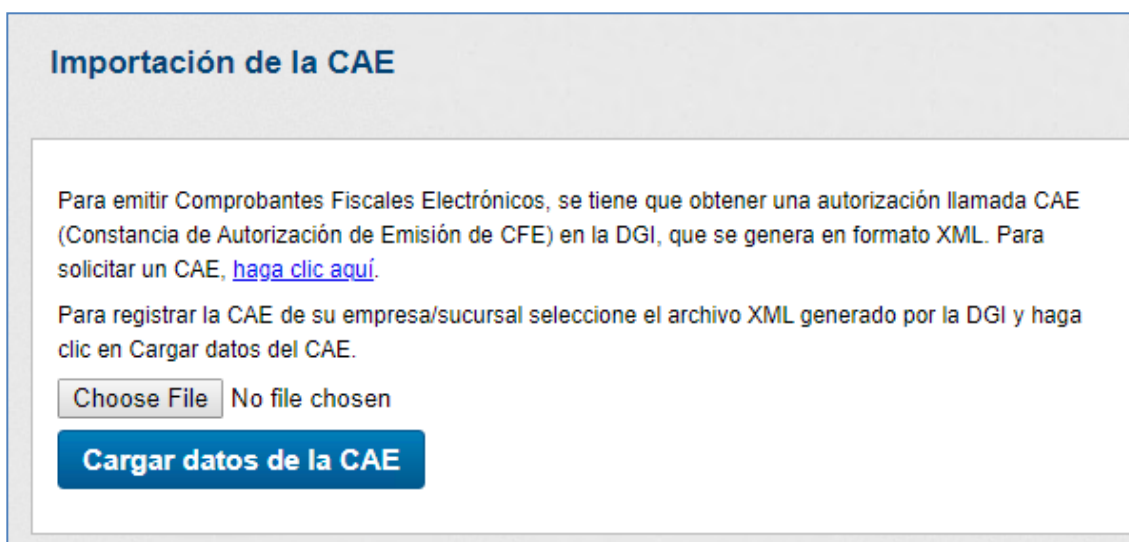 Importación de la CAE
Para emitir Comprobantes Fiscales Electrónicos, se tiene que obtener una autorización llamada CAE
(Constancia de Autorización de Emisión de CFE) en la DGI, que se genera en formato XML. Para
solicitar un CAE, haga clic aquí.
Para registrar la CAE de su empresa/sucursal seleccione el archivo XML generado por la DGI y haga
clic en Cargar datos del CAE.
Choose File No file chosen
Cargar datos de la CAE